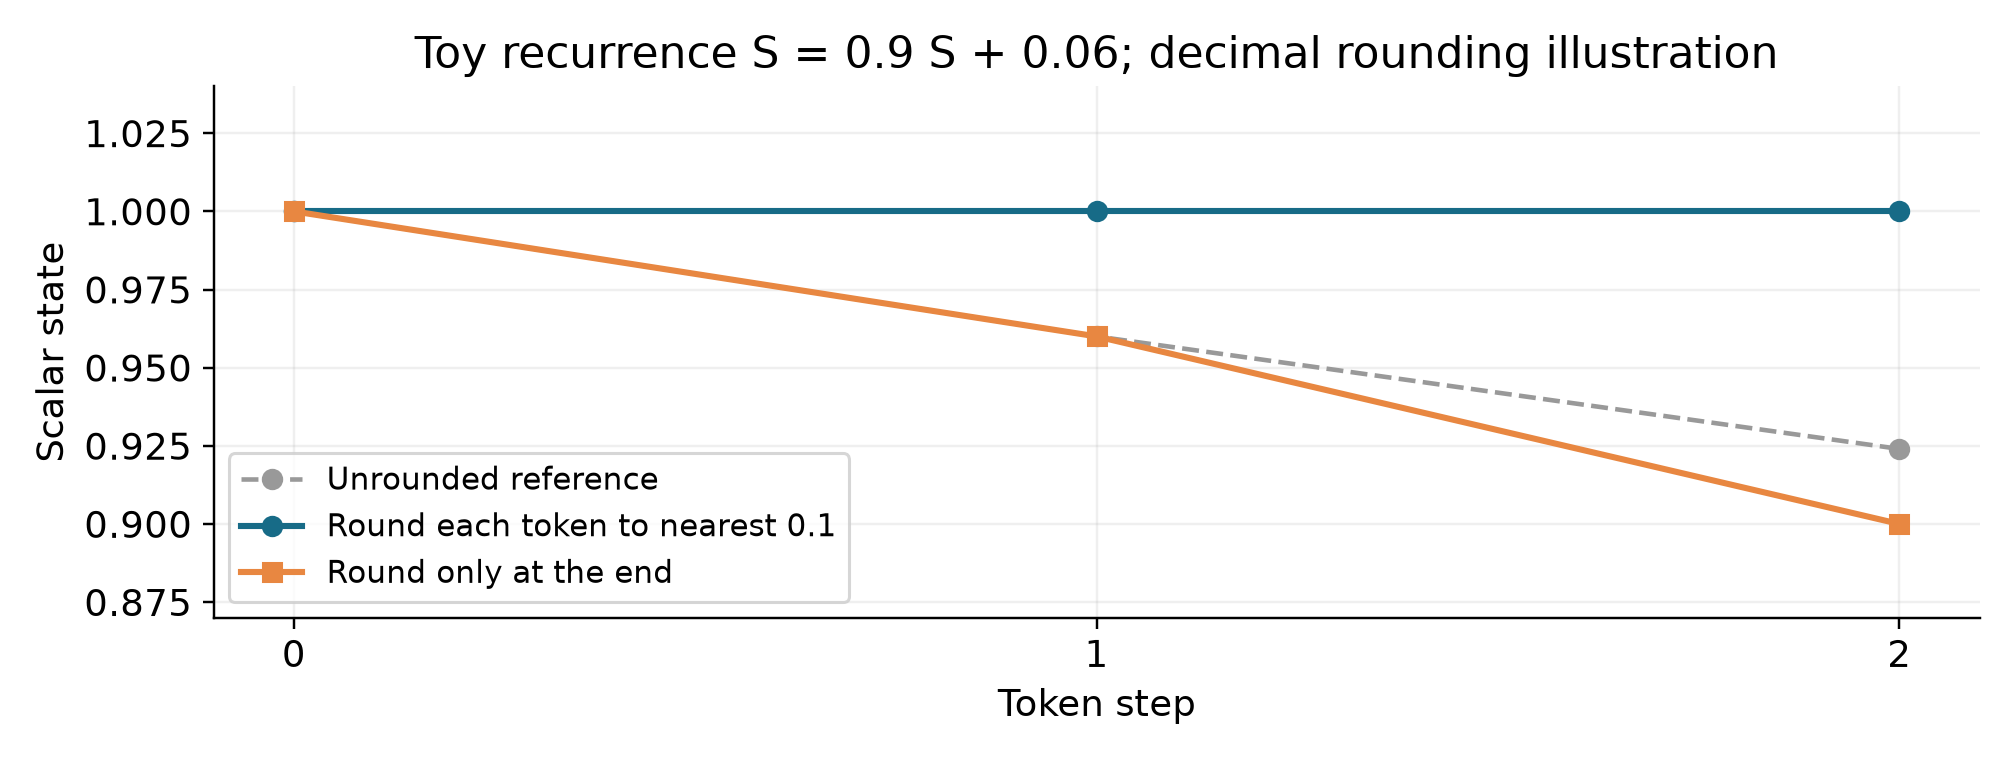 Toy recurrence S = 0.9 S + 0.06; decimal rounding illustration
Scalar state
1.025
1.000
0.975
0.950
0.925
0.900
0.875
Unrounded reference
Round each token to nearest 0.1
Round only at the end
0
1
2
Token step